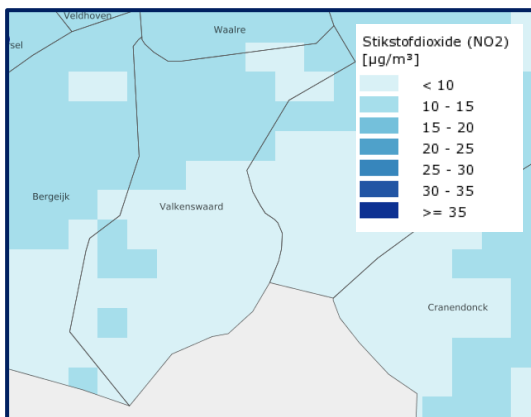 Veldhoven
Waalre
sel
Stikstofdioxide (NO2)
[µg/m³]
< 10
10 - 15
15 - 20
20 - 25
25 - 30
30 - 35
>= 35
Bergeijk
Valkenswaard
Cranendonck